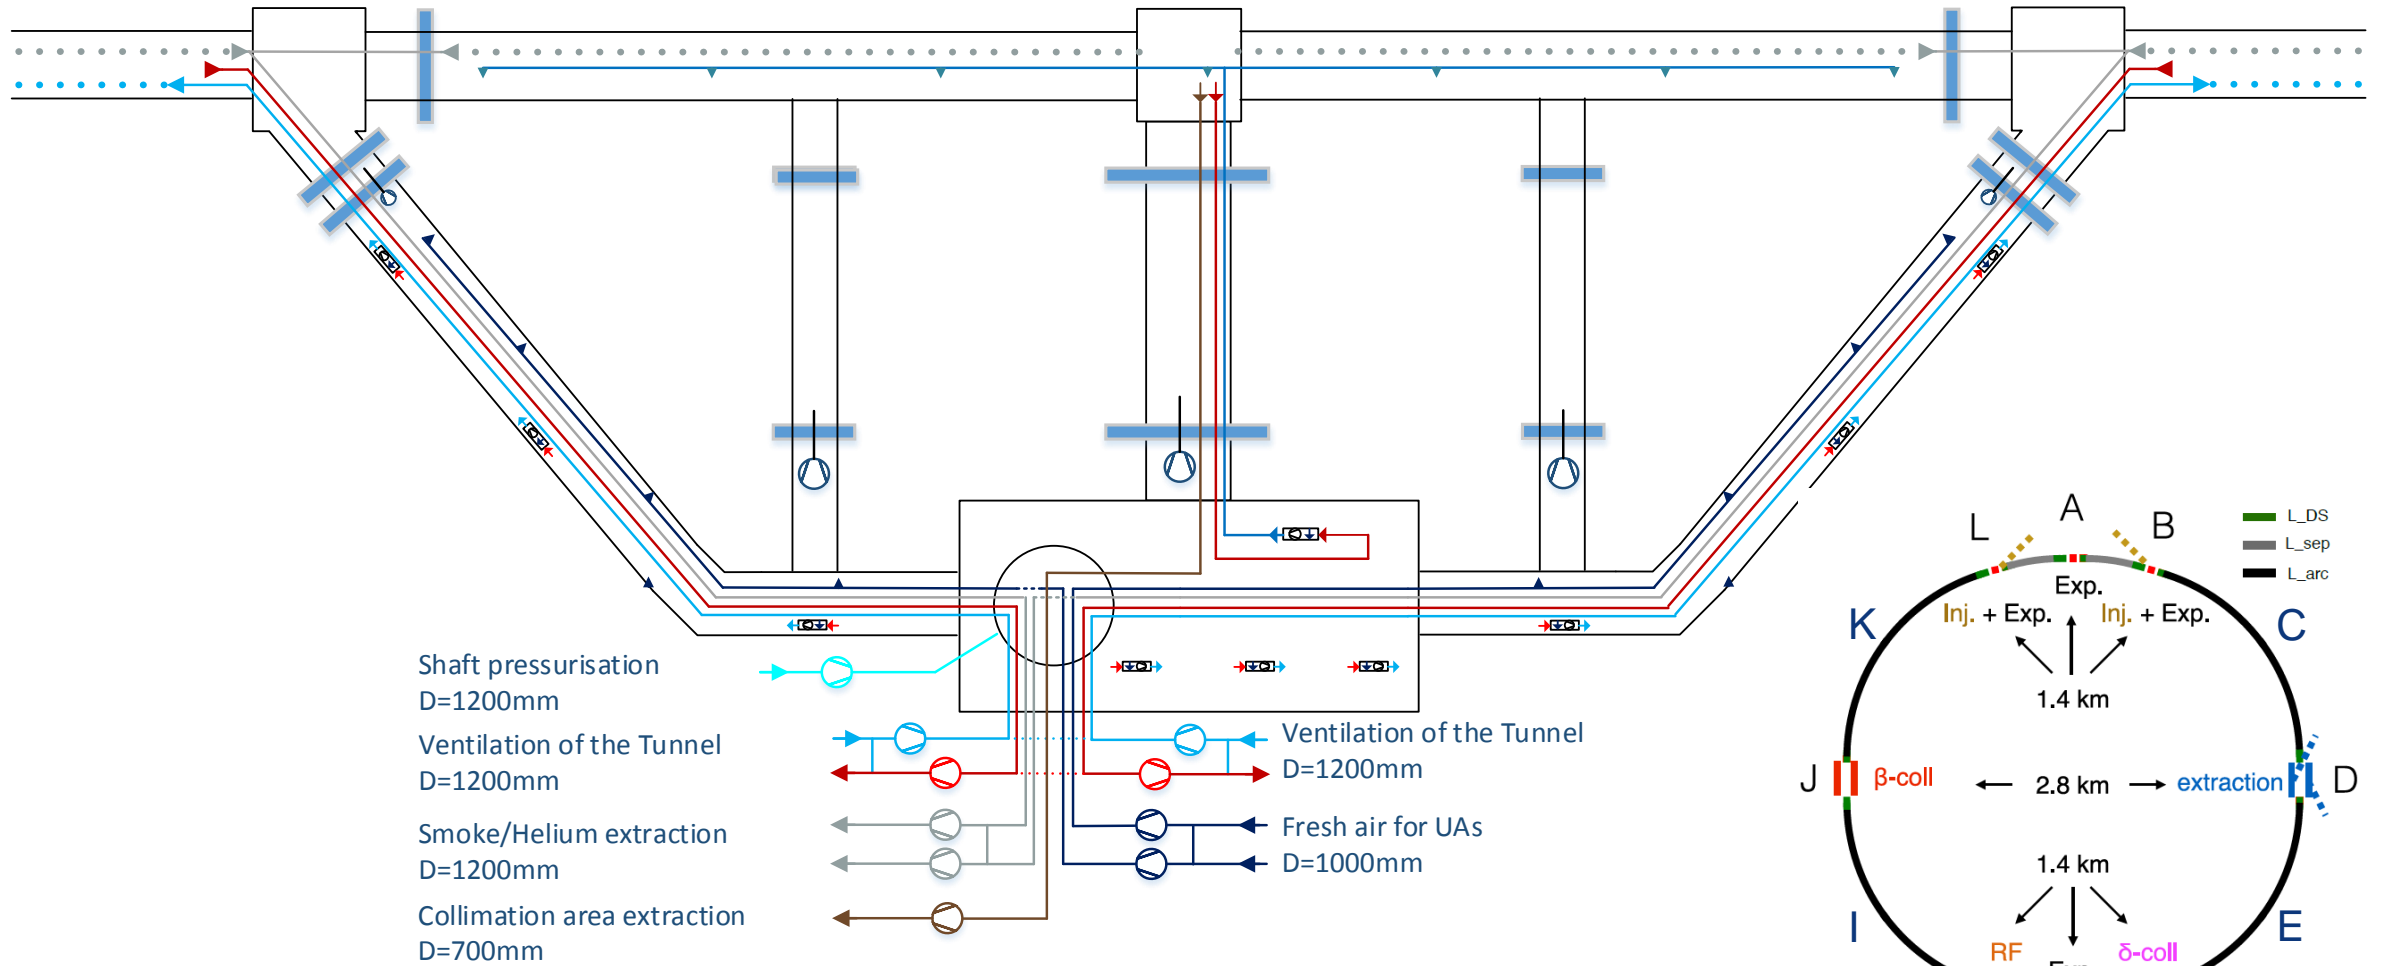 Shaft pressurisation
D=1200mm
Ventilation of the Tunnel
D=1200mm
Smoke/Helium extraction
D=1200mm
Collimation area extraction
D=700mm
Ventilation of the Tunnel
D=1200mm
Fresh air for UAs
D=1000mm
L_DS
L_sep
L_arc
A
L
B
Exp.
Inj. + Exp.
Inj. + Exp.
K
C
1.4 km
J
β-coll
2.8 km
extraction
D
1.4 km
I
E
RF
δ-coll